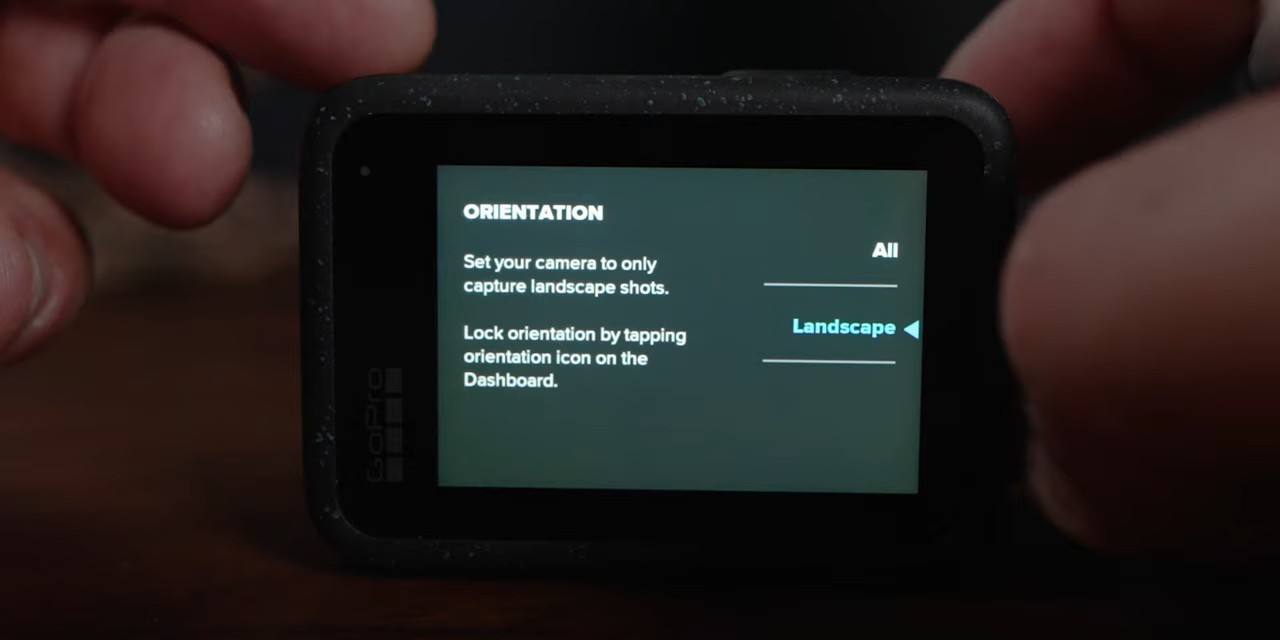 ORIENTATION
Set your camera to only
capture landscape shots.
Lock orientation by tapping
orientation icon on the
Dashboard.
All
Landscape
GoPro